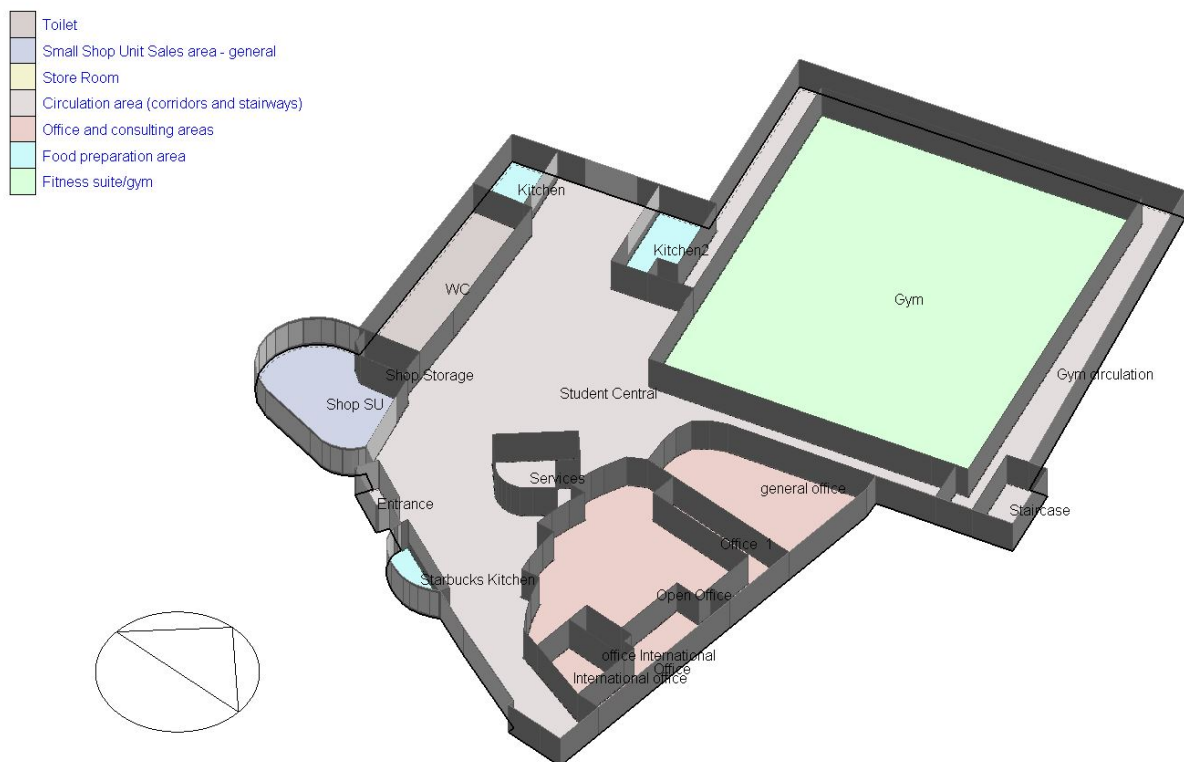 Toilet
Small Shop Unit Sales area - general
Store Room
Circulation area (corridors and stairways)
Office and consulting areas
Food preparation area
Fitness suite/gym
Kitchen
Kitchen2
WC
Gym
Shop Storage
Gym circulation
Student Central
Shop SU
Services
general office
Entrance
Staircase
Office 1
Starbucks Kitchen
Open Office
office International
Office
International office